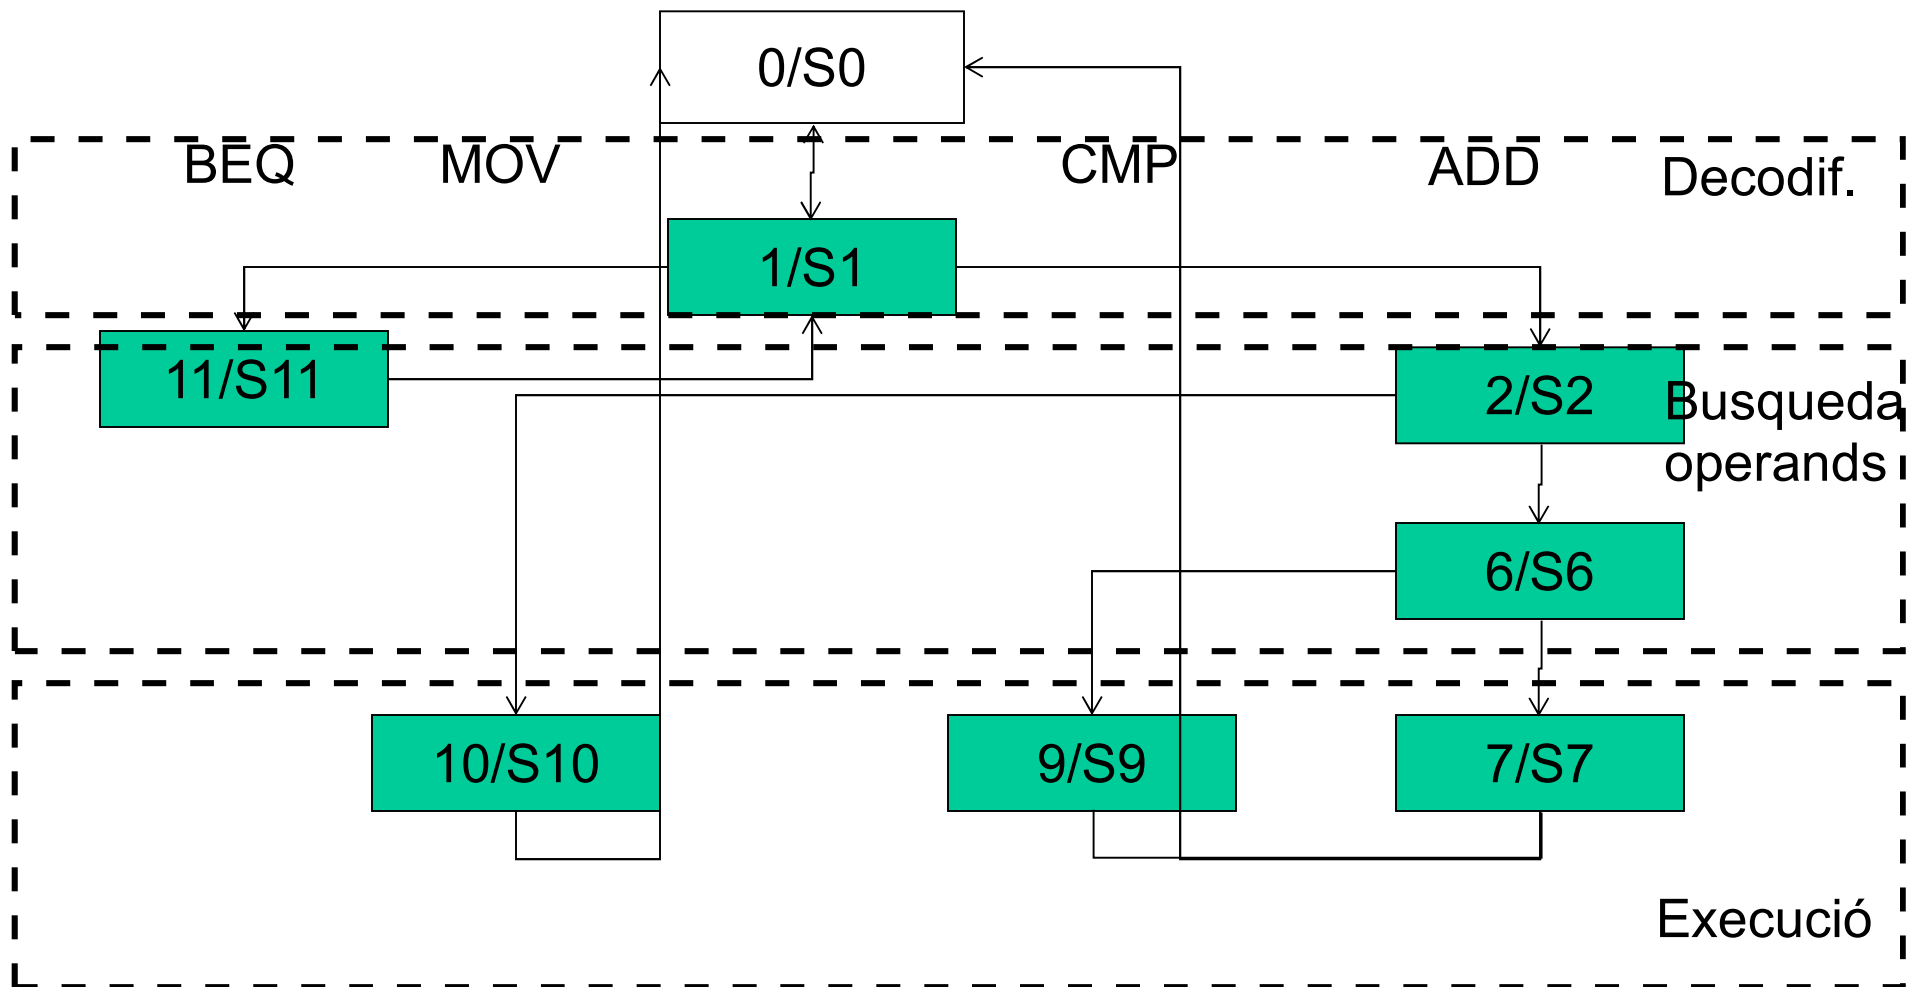 0/S0
BEQ
MOV
CMP
ADD
Decodif.
1/S1
11/S11
2/S2
Busqueda
operands
6/S6
10/S10
9/S9
7/S7
Execució